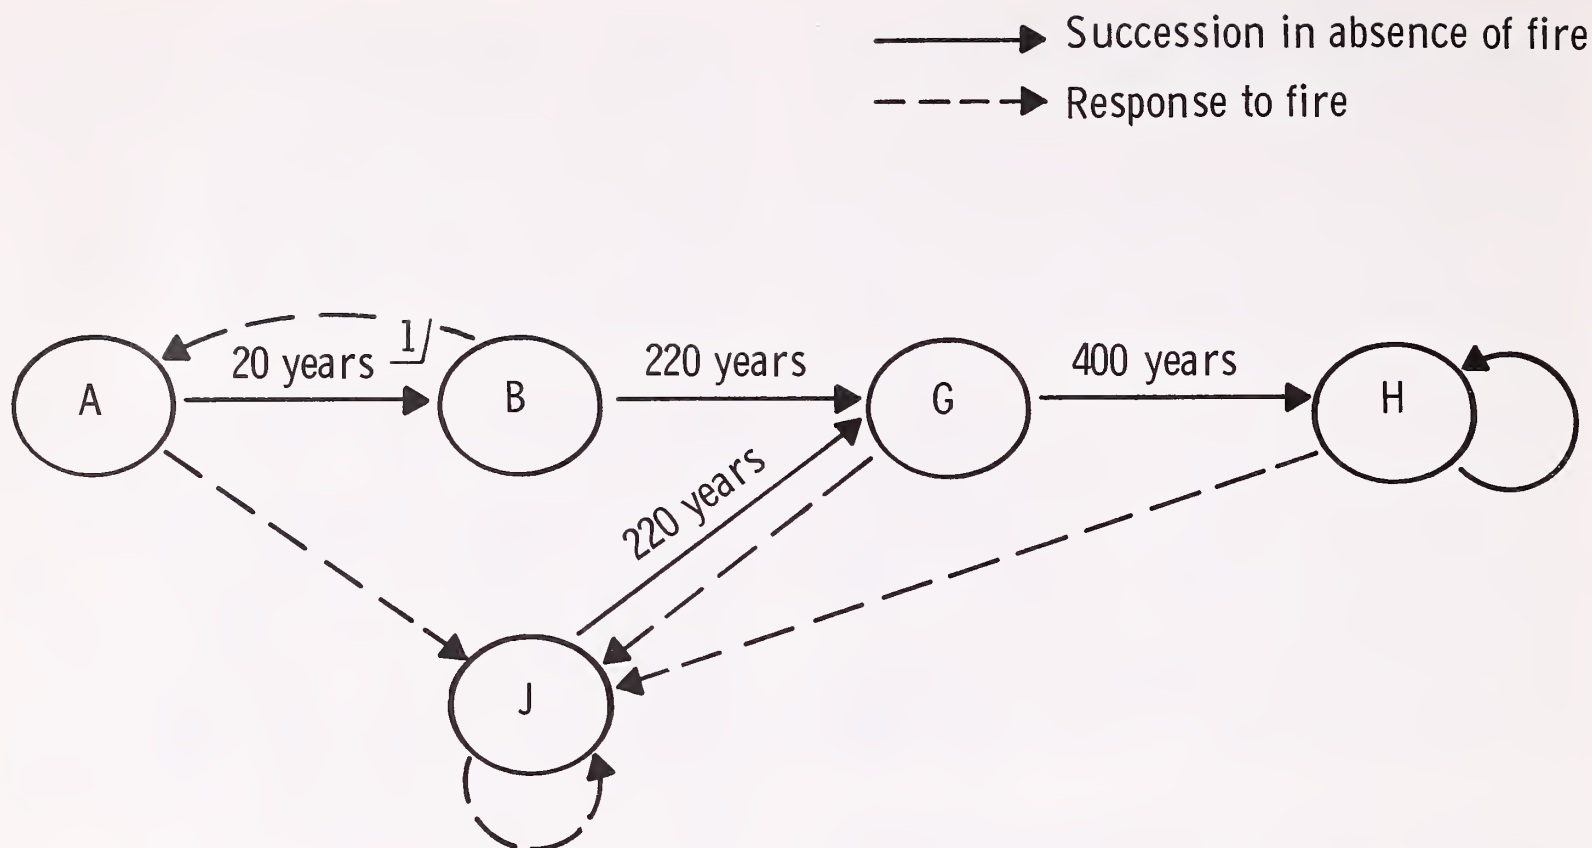 Succession in absence of fire
Response to fire
20 years 1/
220 years
400 years
A
B
G
H
220 years
J